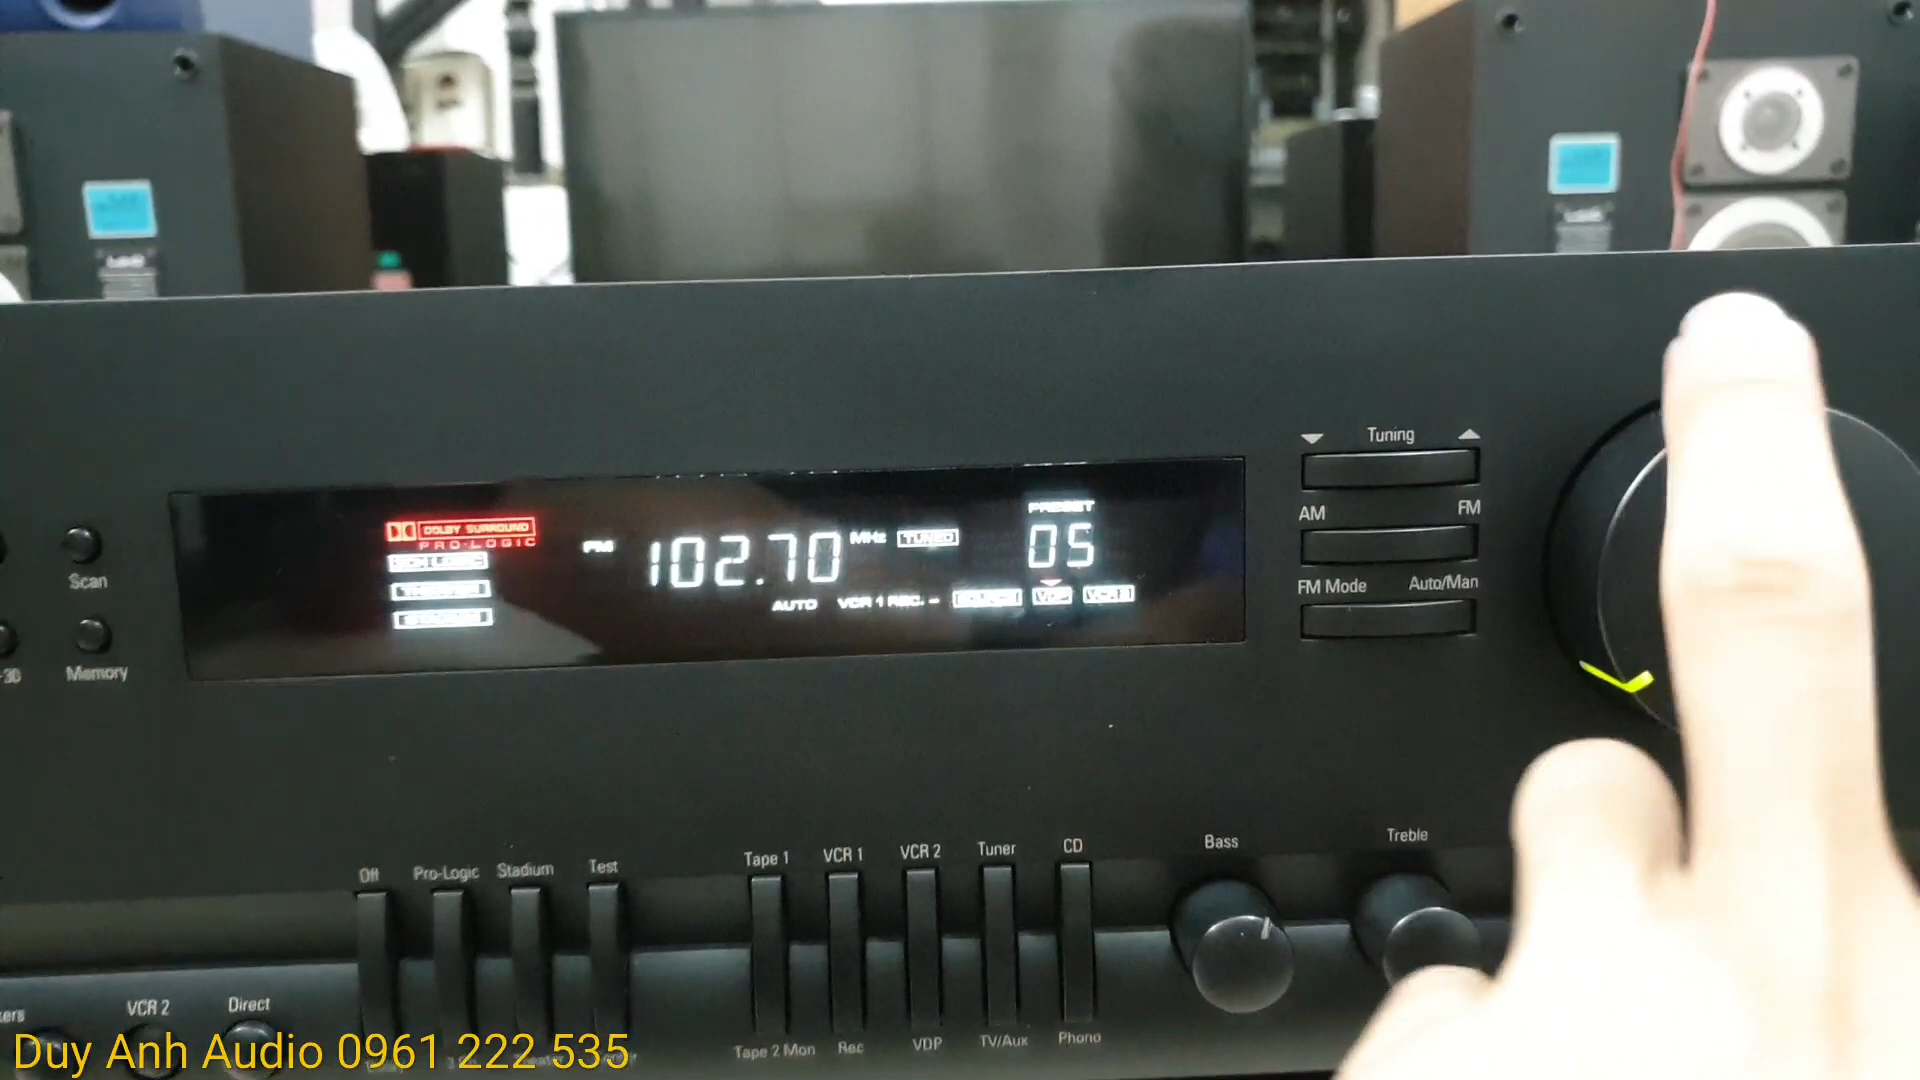 DOLBY SURROUND
PRO-LOGIC
FM 102.70 MHz TUNED
PRESET
05
AUTO VCR 1 REC. -
Tuning
AM FM
FM Mode Auto/Man
Scan
Memory
Off Pro-Logic Stadium Test
Tape 1 VCR 1 VCR 2 Tuner CD
Bass Treble
VCR 2 Direct
Tape 2 Mon Rec VDP TV/Aux Phono
Duy Anh Audio 0961 222 535